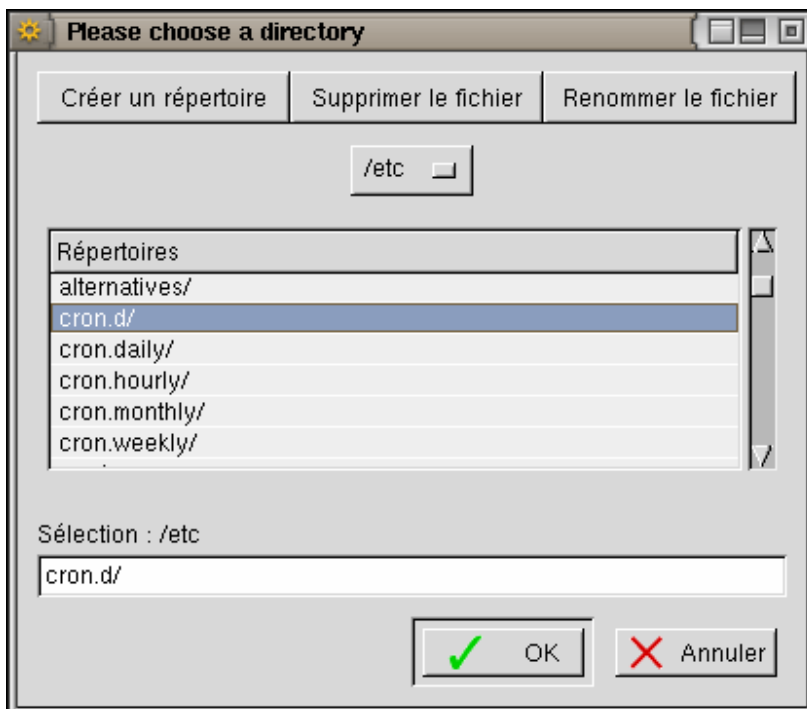 Please choose a directory
Créer un répertoire
Supprimer le fichier
Renommer le fichier
/etc
Répertoires
alternatives/
cron.d/
cron.daily/
cron.hourly/
cron.monthly/
cron.weekly/
Sélection : /etc
cron.d/
OK
Annuler